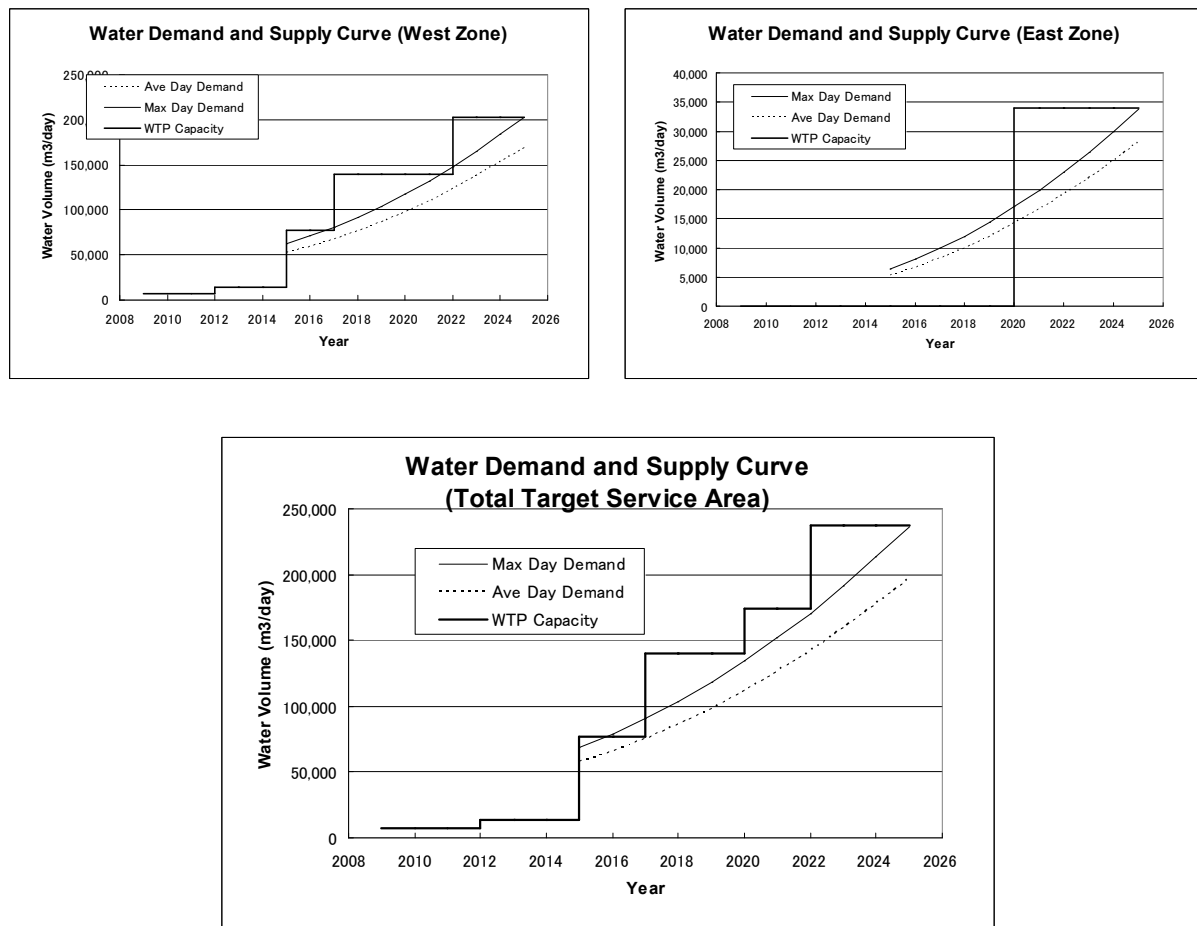 Water Demand and Supply Curve (West Zone)
Water Volume (m3/day)
250,000
200,000
150,000
100,000
50,000
0
Ave Day Demand
Max Day Demand
WTP Capacity
2008 2010 2012 2014 2016 2018 2020 2022 2024 2026
Year
Water Demand and Supply Curve (East Zone)
Water Volume (m3/day)
40,000
35,000
30,000
25,000
20,000
15,000
10,000
5,000
0
Max Day Demand
Ave Day Demand
WTP Capacity
2008 2010 2012 2014 2016 2018 2020 2022 2024 2026
Year
Water Demand and Supply Curve
(Total Target Service Area)
Water Volume (m3/day)
250,000
200,000
150,000
100,000
50,000
0
Max Day Demand
Ave Day Demand
WTP Capacity
2008 2010 2012 2014 2016 2018 2020 2022 2024 2026
Year